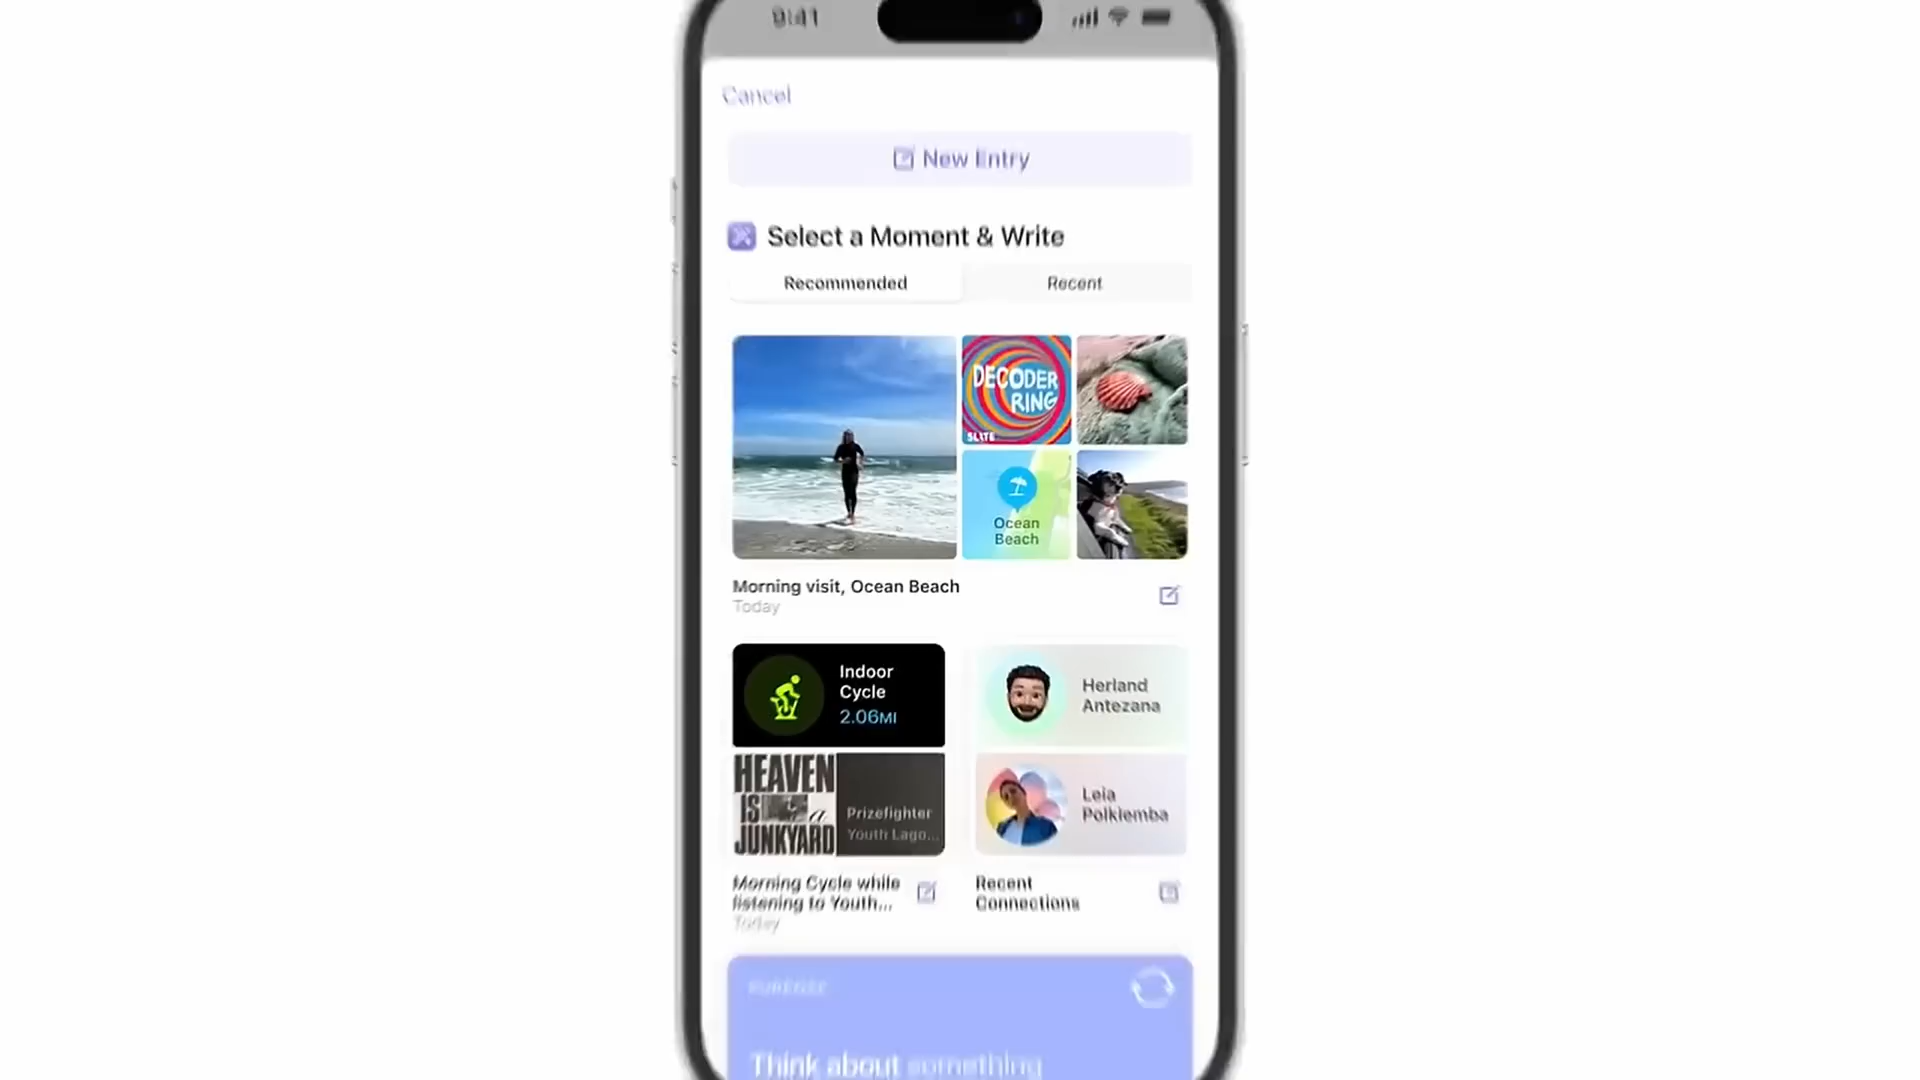 9:41
Cancel
New Entry
Select a Moment & Write
Recommended
Recent
DECODER
RING
SLATE
Ocean
Beach
Morning visit, Ocean Beach
Today
Indoor
Cycle
2.06MI
Herland
Antezana
HEAVEN
IS a
JUNKYARD
Prizefighter
Youth Lago...
Leia
Polkiemba
Morning Cycle while
listening to Youth...
Today
Recent
Connections
PURPOSE
Think about something